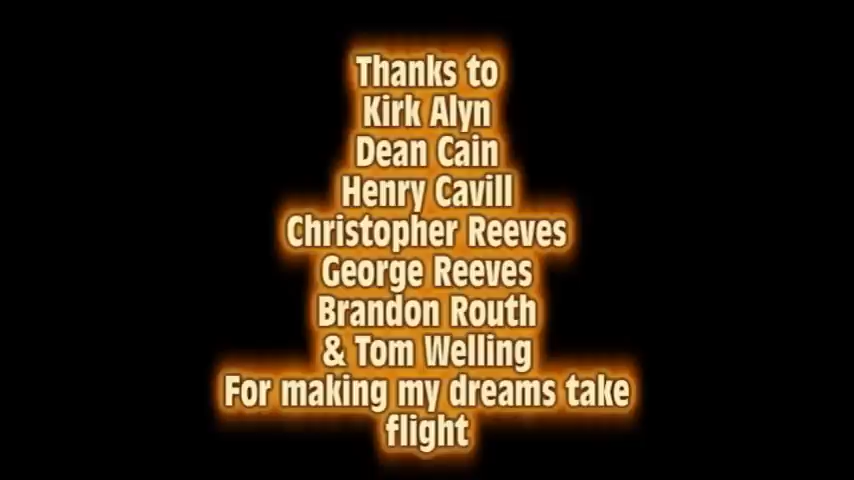 Thanks to
Kirk Alyn
Dean Cain
Henry Cavill
Christopher Reeves
George Reeves
Brandon Routh
& Tom Welling
For making my dreams take
flight